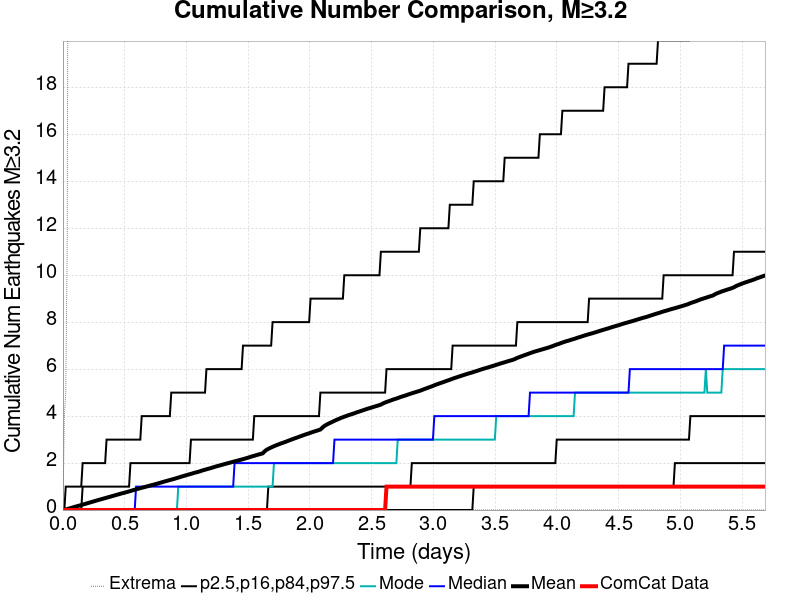 Cumulative Number Comparison, M≥3.2
Cumulative Num Earthquakes M≥3.2
18
16
14
12
10
8
6
4
2
0
0.0 0.5 1.0 1.5 2.0 2.5 3.0 3.5 4.0 4.5 5.0 5.5
Time (days)
Extrema p2.5,p16,p84,p97.5 Mode Median Mean ComCat Data